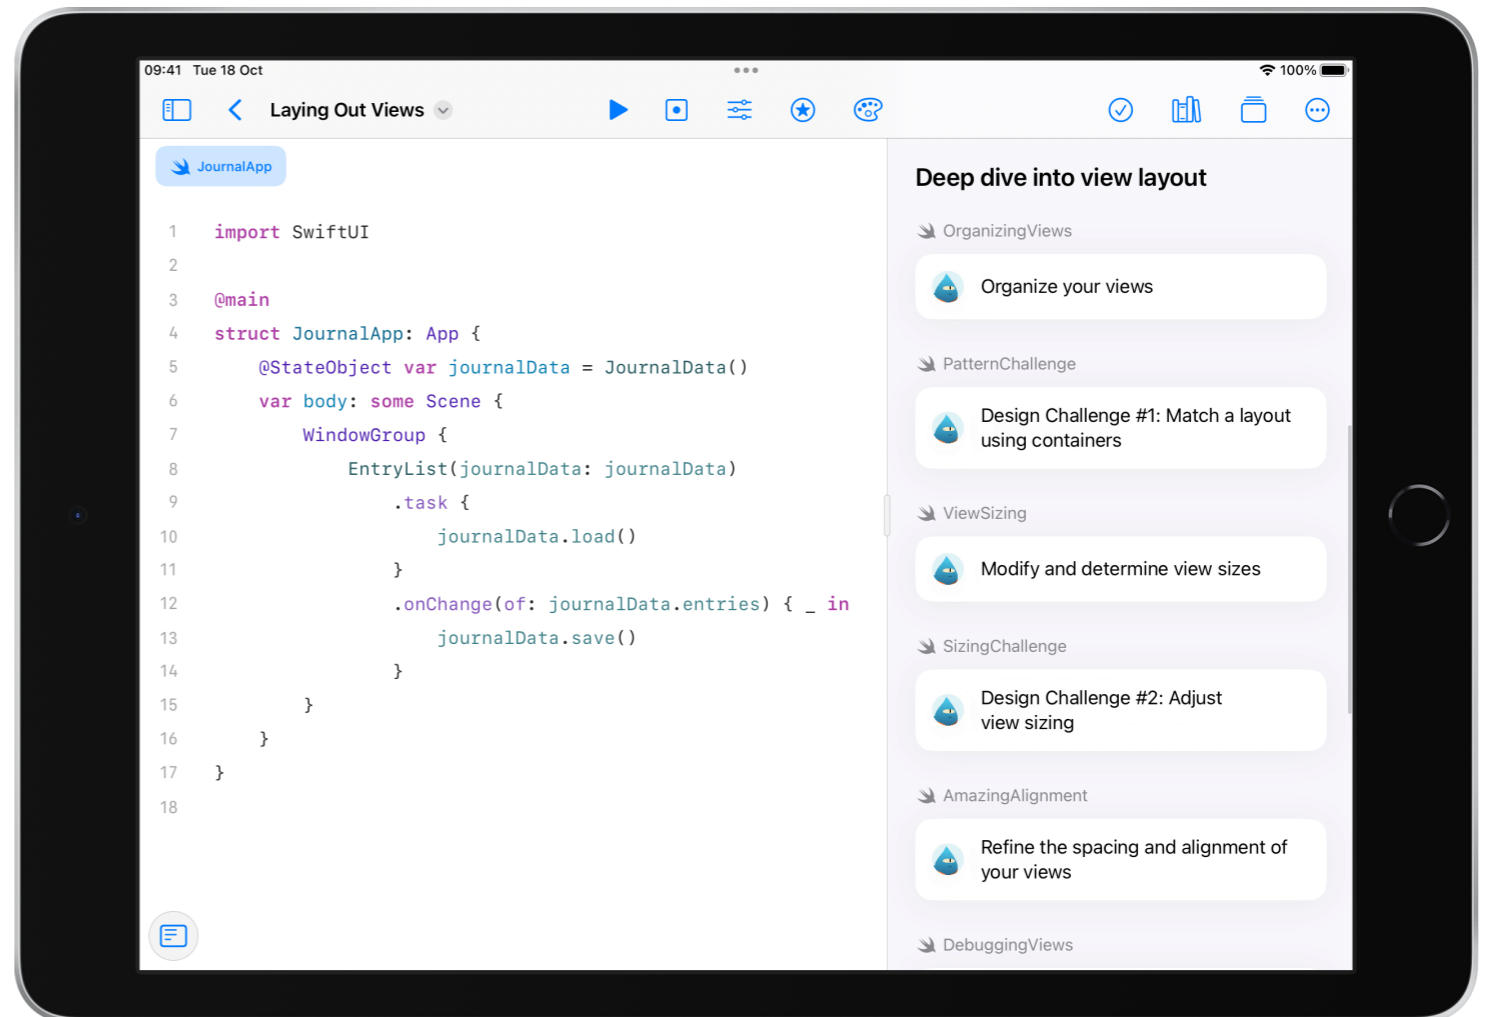 09:41 Tue 18 Oct
100%
Laying Out Views
JournalApp
1 import SwiftUI
2
3 @main
4 struct JournalApp: App {
5 @StateObject var journalData = JournalData()
6 var body: some Scene {
7 WindowGroup {
8 EntryList(journalData: journalData)
9 .task {
10 journalData.load()
11 }
12 .onChange(of: journalData.entries) { _ in
13 journalData.save()
14 }
15 }
16 }
17 }
18
Deep dive into view layout
OrganizingViews
Organize your views
PatternChallenge
Design Challenge #1: Match a layout
using containers
ViewSizing
Modify and determine view sizes
SizingChallenge
Design Challenge #2: Adjust
view sizing
AmazingAlignment
Refine the spacing and alignment of
your views
DebuggingViews